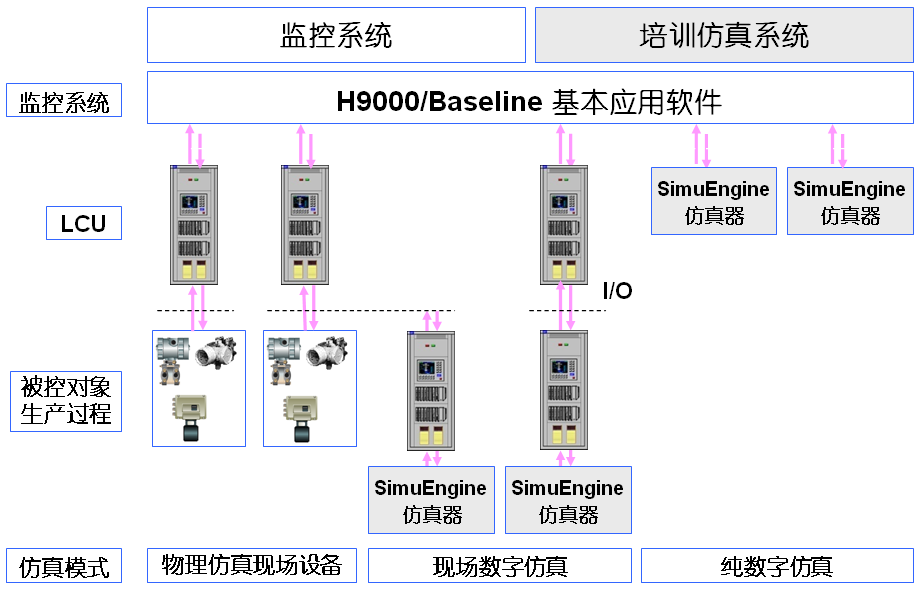 监控系统
培训仿真系统
监控系统
H9000/Baseline 基本应用软件
SimuEngine
仿真器
SimuEngine
仿真器
LCU
I/O
被控对象
生产过程
SimuEngine
仿真器
SimuEngine
仿真器
仿真模式
物理仿真现场设备
现场数字仿真
纯数字仿真